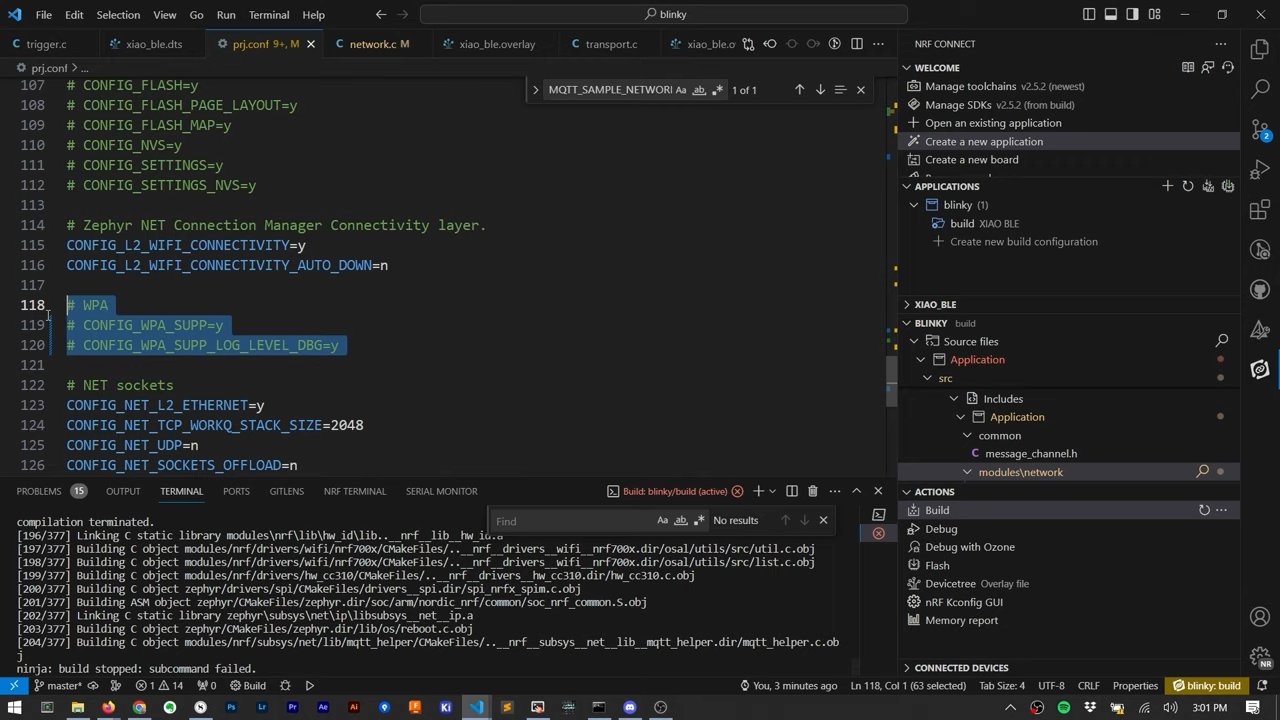 File Edit Selection View Go Run Terminal Help
blinky
trigger.c
xiao_ble.dts
prj.conf 9+, M
network.c M
xiao_ble.overlay
transport.c
xiao_ble.o
prj.conf > ...
MQTT_SAMPLE_NETWORK
1 of 1
107 # CONFIG_FLASH=y
108 # CONFIG_FLASH_PAGE_LAYOUT=y
109 # CONFIG_FLASH_MAP=y
110 # CONFIG_NVS=y
111 # CONFIG_SETTINGS=y
112 # CONFIG_SETTINGS_NVS=y
113
114 # Zephyr NET Connection Manager Connectivity layer.
115 CONFIG_L2_WIFI_CONNECTIVITY=y
116 CONFIG_L2_WIFI_CONNECTIVITY_AUTO_DOWN=n
117
118 # WPA
119 # CONFIG_WPA_SUPP=y
120 # CONFIG_WPA_SUPP_LOG_LEVEL_DBG=y
121
122 # NET sockets
123 CONFIG_NET_L2_ETHERNET=y
124 CONFIG_NET_TCP_WORKQ_STACK_SIZE=2048
125 CONFIG_NET_UDP=n
126 CONFIG_NET_SOCKETS_OFFLOAD=n
PROBLEMS 15 OUTPUT TERMINAL PORTS GITLENS NRF TERMINAL SERIAL MONITOR
Build: blinky/build (active)
Find
No results
compilation terminated.
[196/377] Linking C static library modules\nrf\lib\hw_id\lib..__nrf__lib__hw_id.a
[197/377] Building C object modules/nrf/drivers/wifi/nrf700x/CMakeFiles/..__nrf__drivers__wifi__nrf700x.dir/osal/utils/src/util.c.obj
[198/377] Building C object modules/nrf/drivers/wifi/nrf700x/CMakeFiles/..__nrf__drivers__wifi__nrf700x.dir/osal/utils/src/list.c.obj
[199/377] Building C object modules/nrf/drivers/hw_cc310/CMakeFiles/..__nrf__drivers__hw_cc310.dir/hw_cc310.c.obj
[200/377] Building C object zephyr/drivers/spi/CMakeFiles/drivers__spi.dir/spi_nrfx_spim.c.obj
[201/377] Building ASM object zephyr/CMakeFiles/zephyr.dir/soc/arm/nordic_nrf/common/soc_nrf_common.S.obj
[202/377] Linking C static library zephyr\subsys\net\ip\libsubsys__net__ip.a
[203/377] Building C object zephyr/CMakeFiles/zephyr.dir/lib/os/reboot.c.obj
[204/377] Building C object modules/nrf/subsys/net/lib/mqtt_helper/CMakeFiles/..__nrf__subsys__net__lib__mqtt_helper.dir/mqtt_helper.c.ob
j
ninja: build stopped: subcommand failed.
NRF CONNECT
WELCOME
Manage toolchains v2.5.2 (newest)
Manage SDKs v2.5.2 (from build)
Open an existing application
Create a new application
Create a new board
APPLICATIONS
blinky (1)
build XIAO BLE
Create new build configuration
XIAO_BLE
BLINKY build
Source files
Application
src
Includes
Application
common
C message_channel.h
modules\network
ACTIONS
Build
Debug
Debug with Ozone
Flash
Devicetree Overlay file
nRF Kconfig GUI
Memory report
CONNECTED DEVICES
2
NR
master*
1 14
0
Build
You, 3 minutes ago
Ln 118, Col 1 (63 selected)
Tab Size: 4
UTF-8
CRLF
Properties
blinky: build
3:01 PM